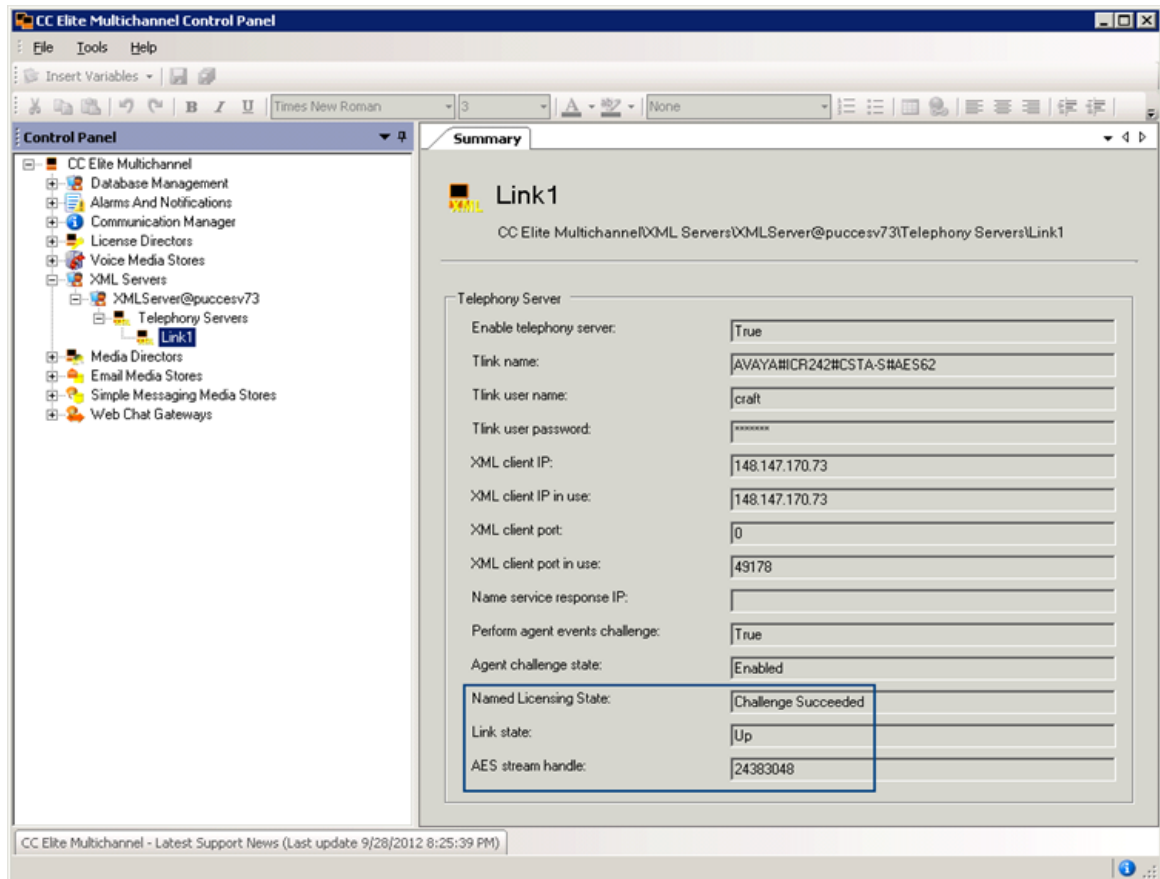 CC Elite Multichannel Control Panel
File Tools Help
Insert Variables
B I U Times New Roman 3 A None
Control Panel
CC Elite Multichannel
Database Management
Alarms And Notifications
Communication Manager
License Directors
Voice Media Stores
XML Servers
XMLServer@puccesv73
Telephony Servers
Link1
Media Directors
Email Media Stores
Simple Messaging Media Stores
Web Chat Gateways
Summary
XML Link1
CC Elite Multichannel\XML Servers\XMLServer@puccesv73\Telephony Servers\Link1
Telephony Server
Enable telephony server: True
Tlink name: AVAYA#ICR242#CSTA-S#AES62
Tlink user name: craft
Tlink user password: *******
XML client IP: 148.147.170.73
XML client IP in use: 148.147.170.73
XML client port: 0
XML client port in use: 49178
Name service response IP:
Perform agent events challenge: True
Agent challenge state: Enabled
Named Licensing State: Challenge Succeeded
Link state: Up
AES stream handle: 24383048
CC Elite Multichannel - Latest Support News (Last update 9/28/2012 8:25:39 PM)